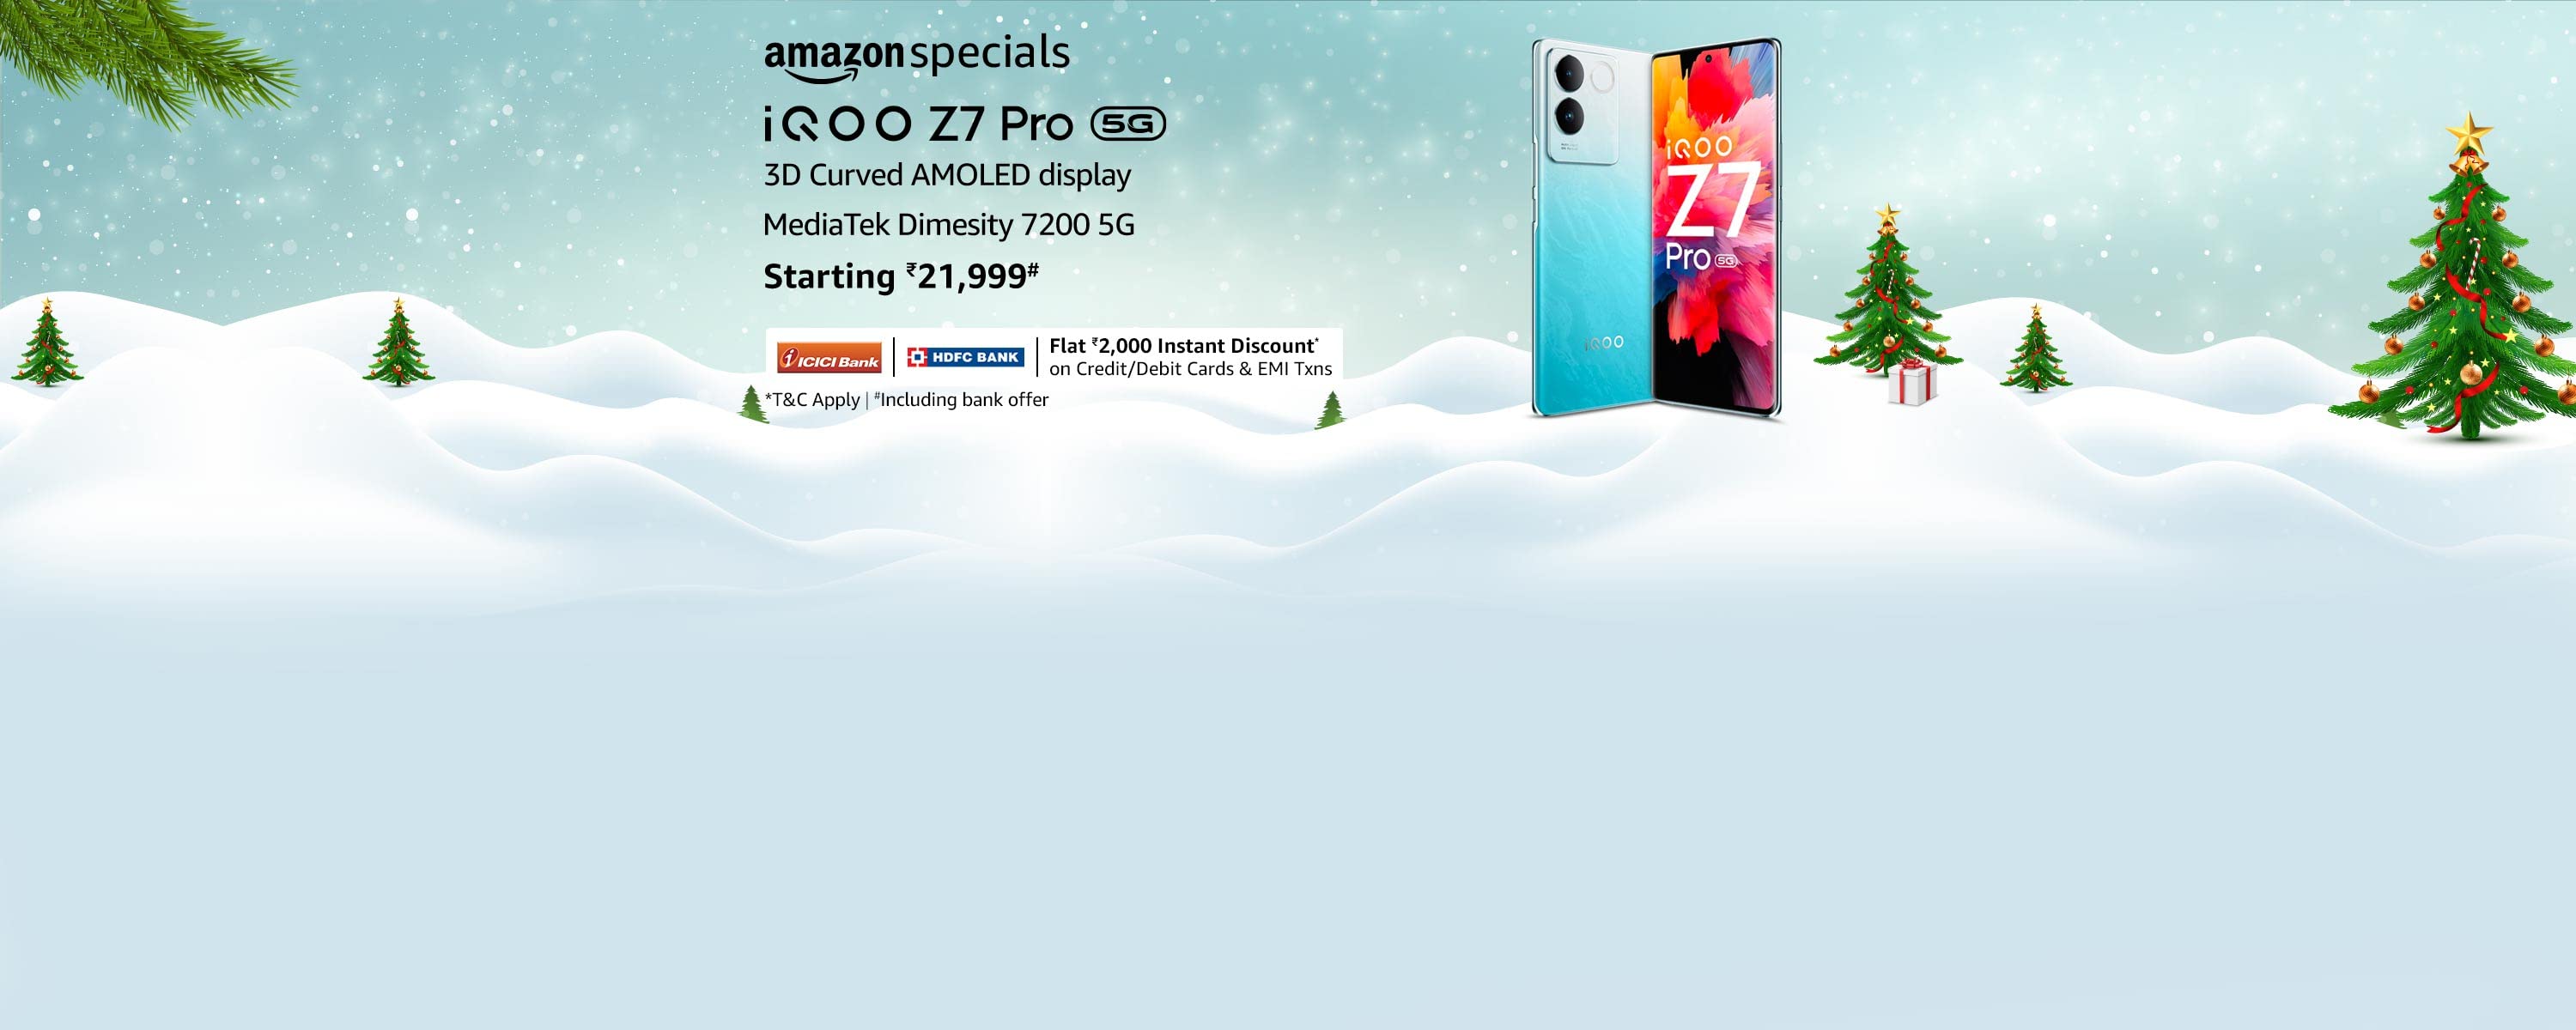 amazonspecials
iQOO Z7 Pro 5G
3D Curved AMOLED display
MediaTek Dimesity 7200 5G
Starting ₹21,999#
ICICI Bank | HDFC BANK | Flat ₹2,000 Instant Discount*
on Credit/Debit Cards & EMI Txns
*T&C Apply | #Including bank offer
iQOO
iQOO
Z7
Pro 5G